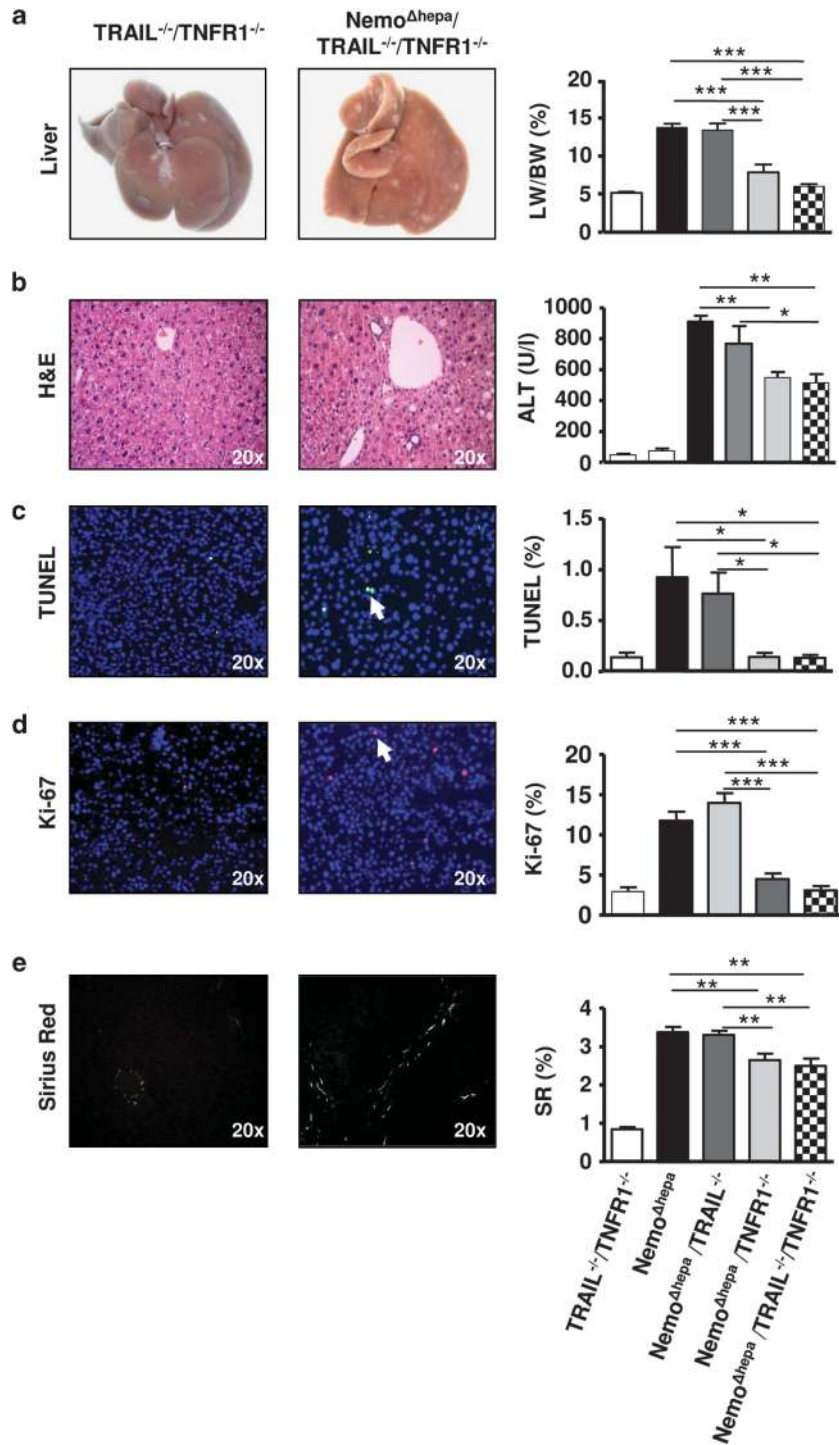 a
TRAIL-/-/TNFR1-/-
NemoΔhepa/
TRAIL-/-/TNFR1-/-
Liver
LW/BW (%)
20
15
10
5
0
***
***
***
***
b
H&E
20x
20x
ALT (U/l)
1000
800
600
400
200
0
**
**
*
c
TUNEL
20x
20x
TUNEL (%)
1.5
1.0
0.5
0.0
*
*
*
*
d
Ki-67
20x
20x
Ki-67 (%)
20
15
10
5
0
***
***
***
***
e
Sirius Red
20x
20x
SR (%)
4
3
2
1
0
**
**
**
**
TRAIL-/-/TNFR1-/-
NemoΔhepa
NemoΔhepa /TRAIL-/-
NemoΔhepa /TNFR1-/-
NemoΔhepa /TRAIL-/-/TNFR1-/-